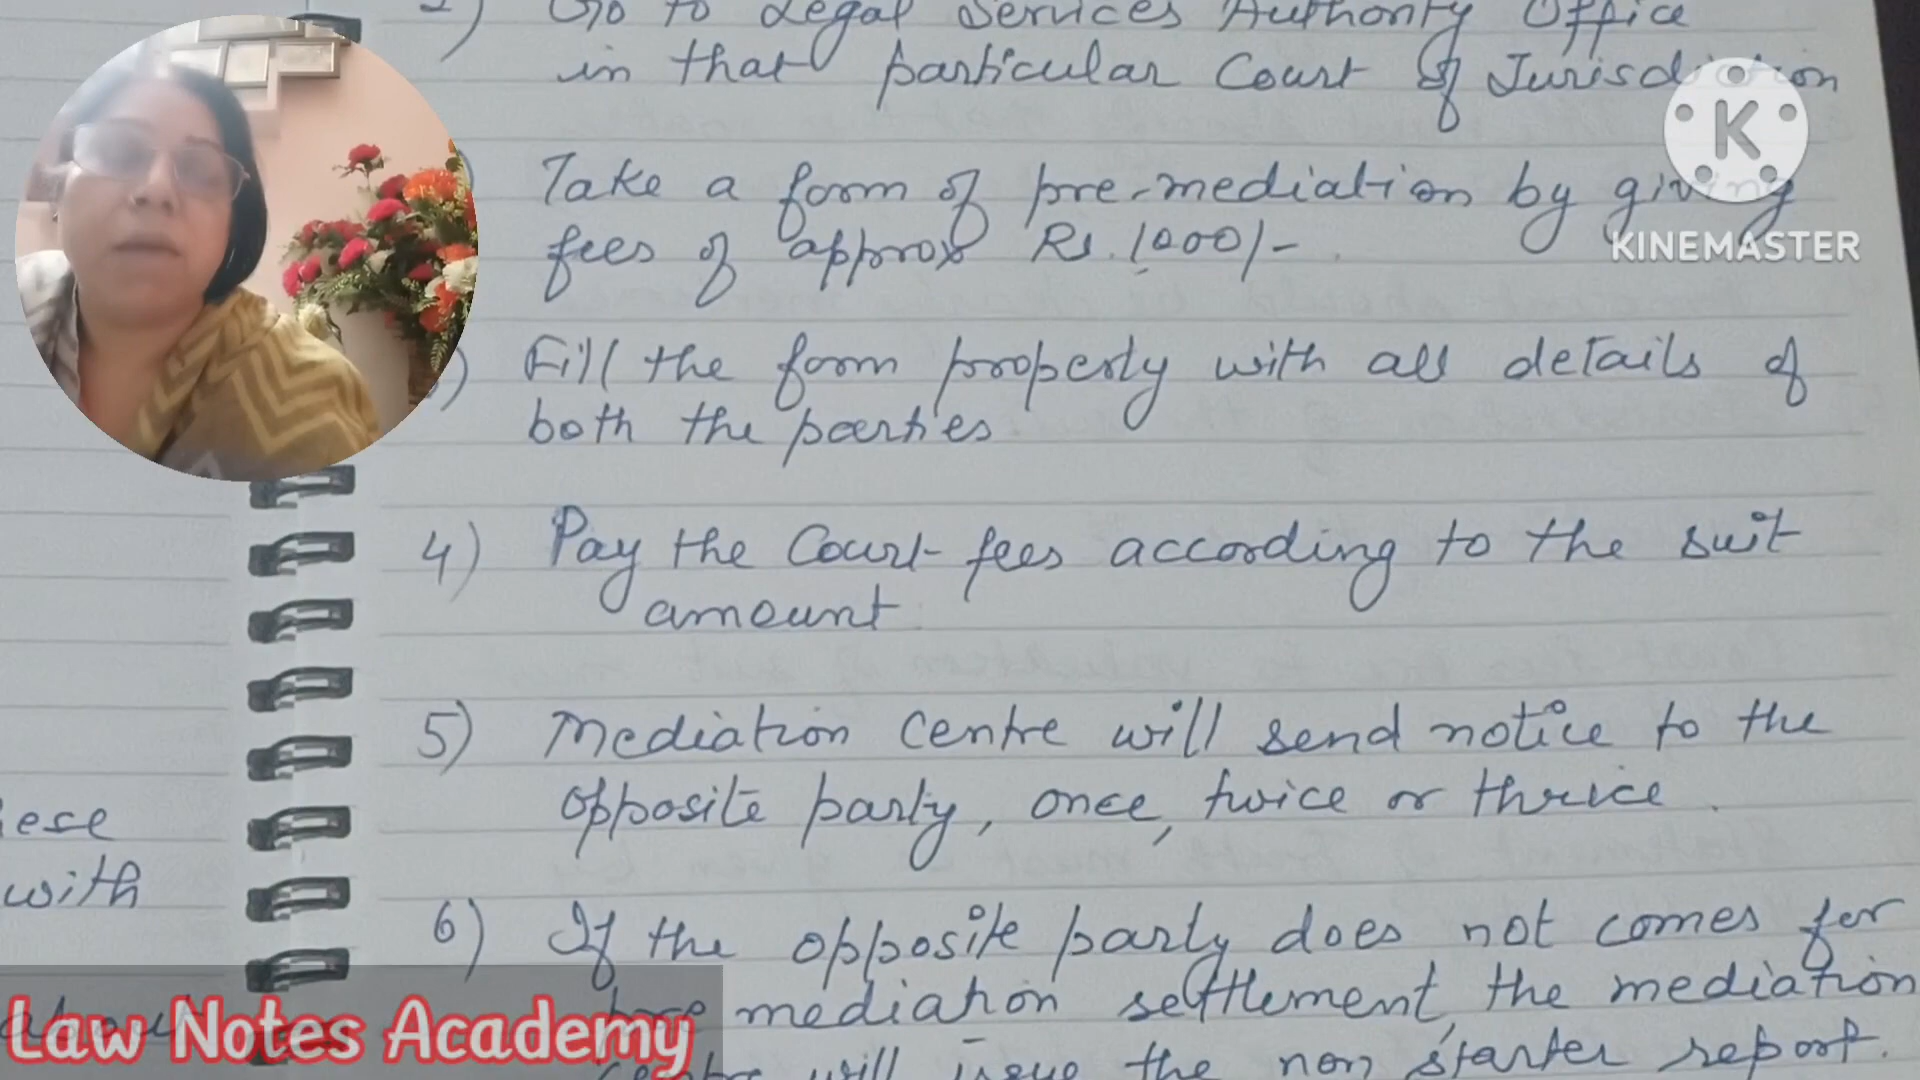 Go to Legal Services Authority Office
in that particular Court of Jurisdiction
Take a form of pre-mediation by giving
fees of approx Rs. 1000/-
3) Fill the form properly with all details of
both the parties
4) Pay the Court fees according to the suit
amount
5) Mediation Centre will send notice to the
opposite party, once, twice or thrice.
6) If the opposite party does not comes for
pre mediation settlement, the mediation
centre will issue the non starter report.
with
K
KINEMASTER
Law Notes Academy